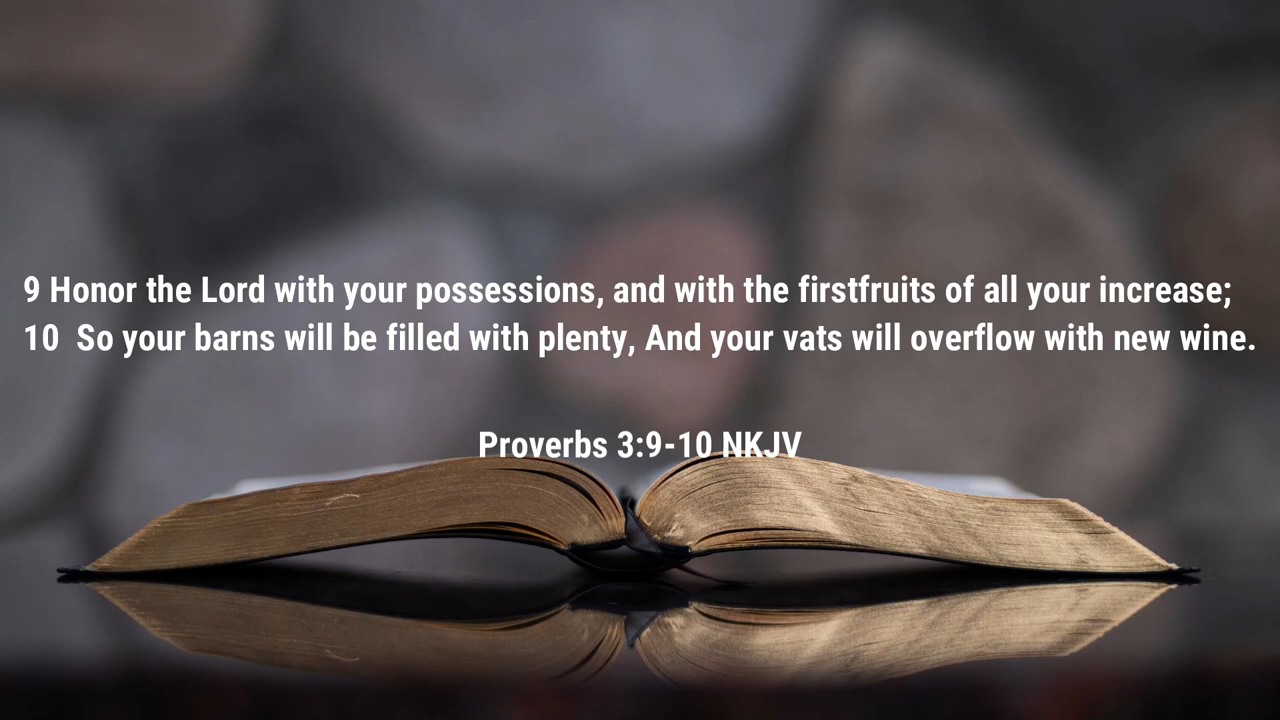 9 Honor the Lord with your possessions, and with the firstfruits of all your increase;
10  So your barns will be filled with plenty, And your vats will overflow with new wine.
Proverbs 3:9-10 NKJV